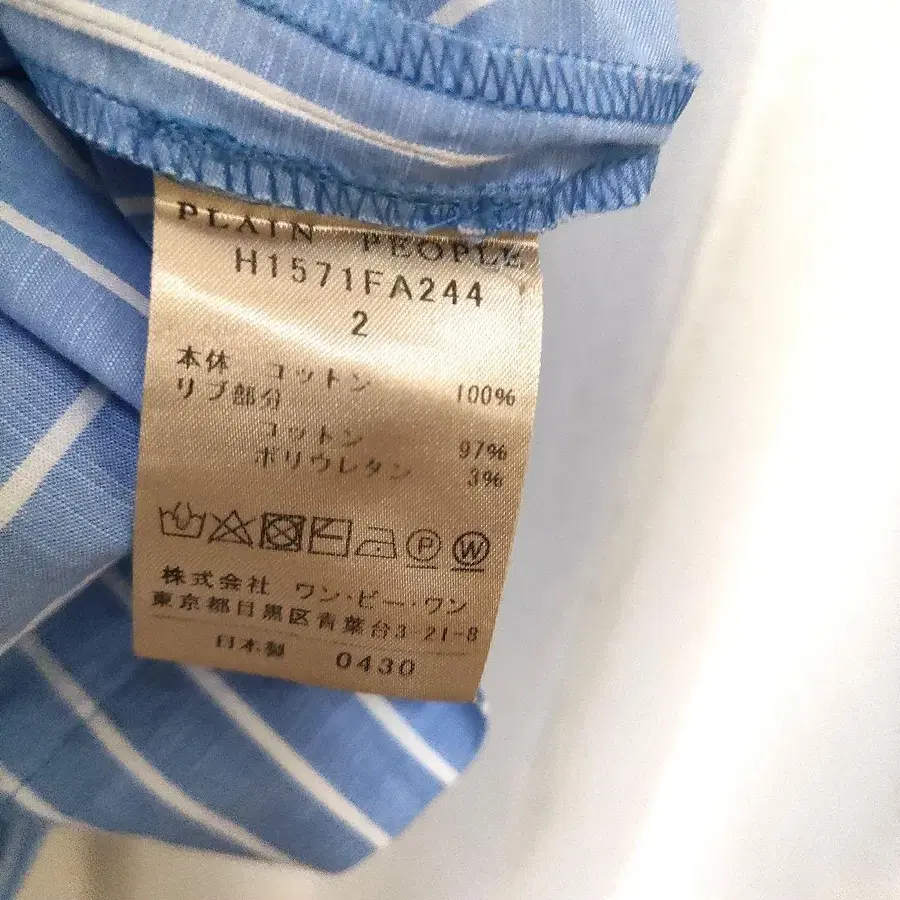 PLAIN PEOPLE
H1571FA244
2
本体 コットン 100%
リブ部分
コットン 97%
ポリウレタン 3%
P W
株式会社 ワン・ビー・ワン
東京都目黒区青葉台3-21-8
日本製 0430